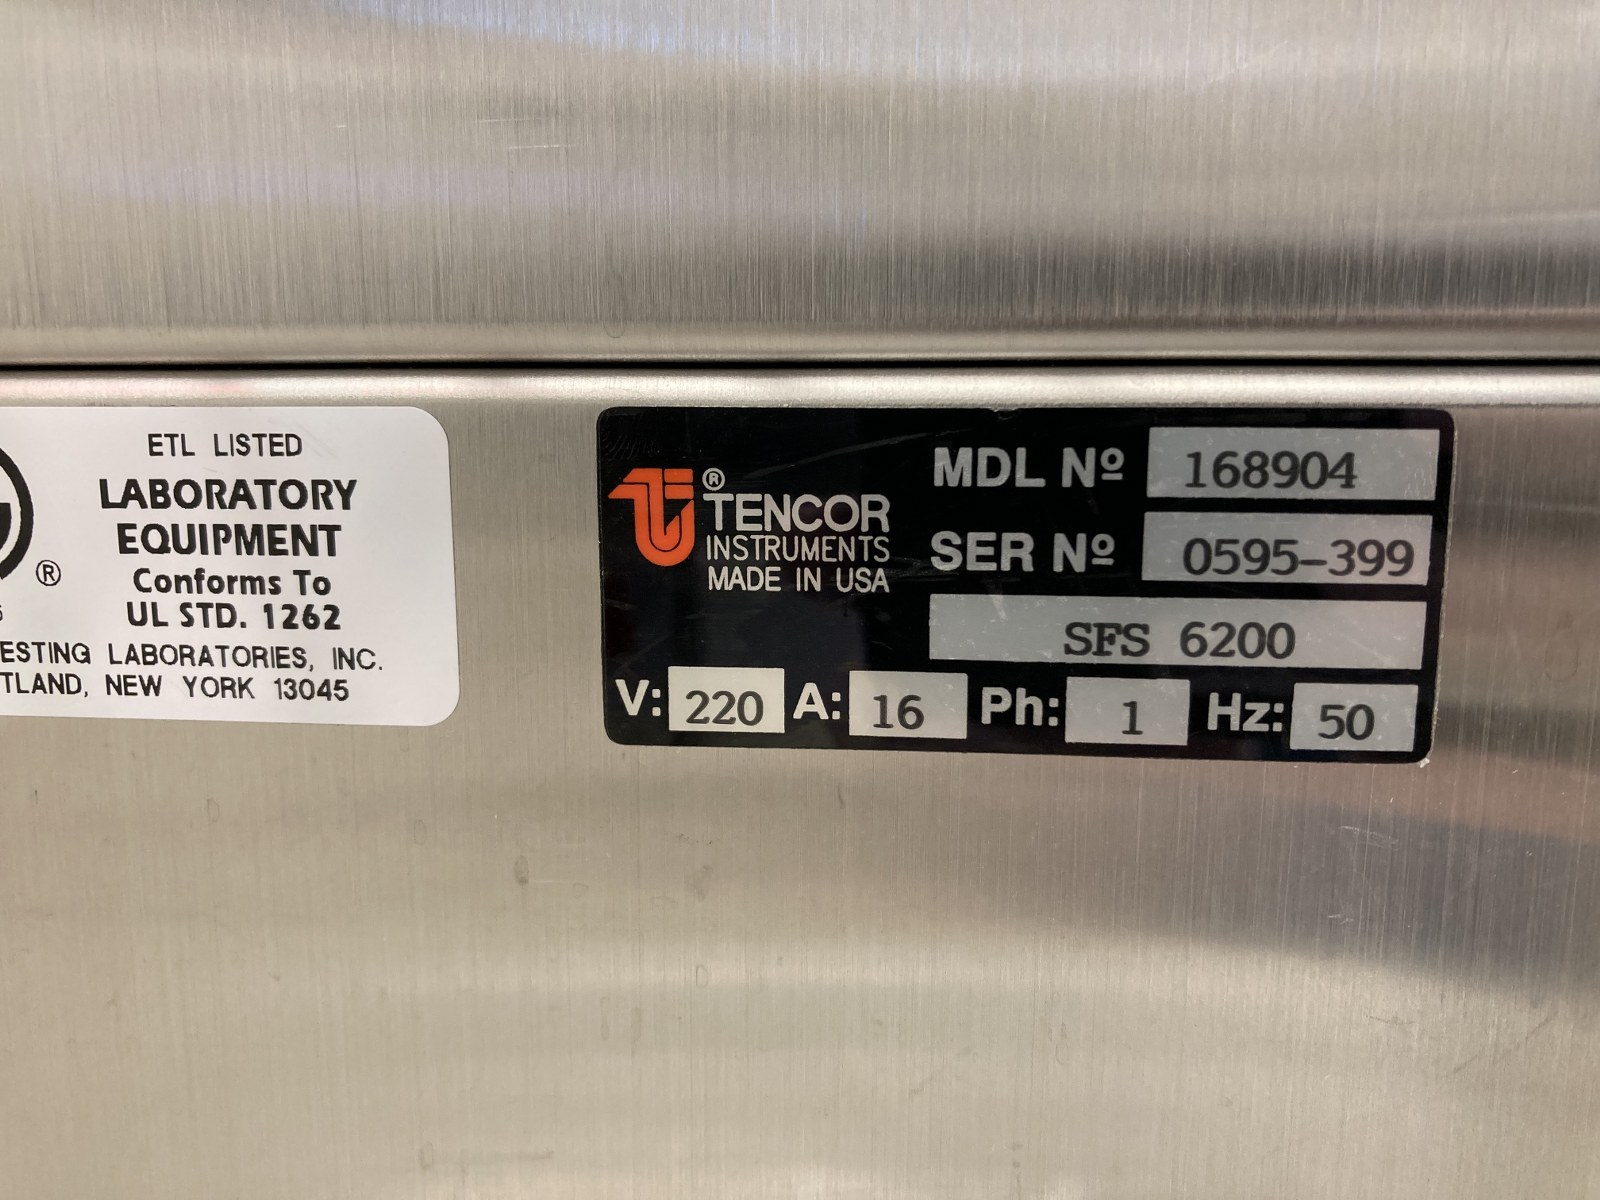 ETL LISTED
LABORATORY
EQUIPMENT
®
Conforms To
UL STD. 1262
ESTING LABORATORIES, INC.
TLAND, NEW YORK 13045
®
TENCOR
INSTRUMENTS
MADE IN USA
MDL Nº 168904
SER Nº 0595-399
SFS 6200
V: 220 A: 16 Ph: 1 Hz: 50